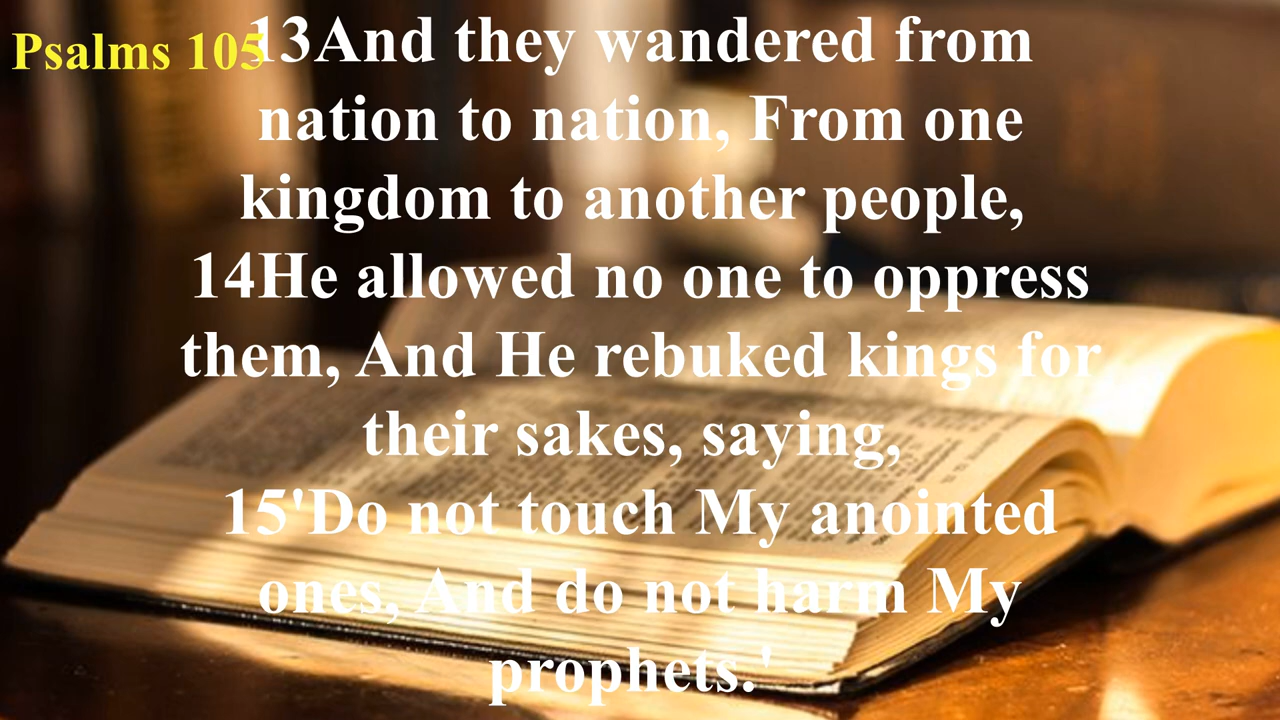 Psalms 105
13And they wandered from
nation to nation, From one
kingdom to another people,
14He allowed no one to oppress
them, And He rebuked kings for
their sakes, saying,
15'Do not touch My anointed
ones, And do not harm My
prophets.'